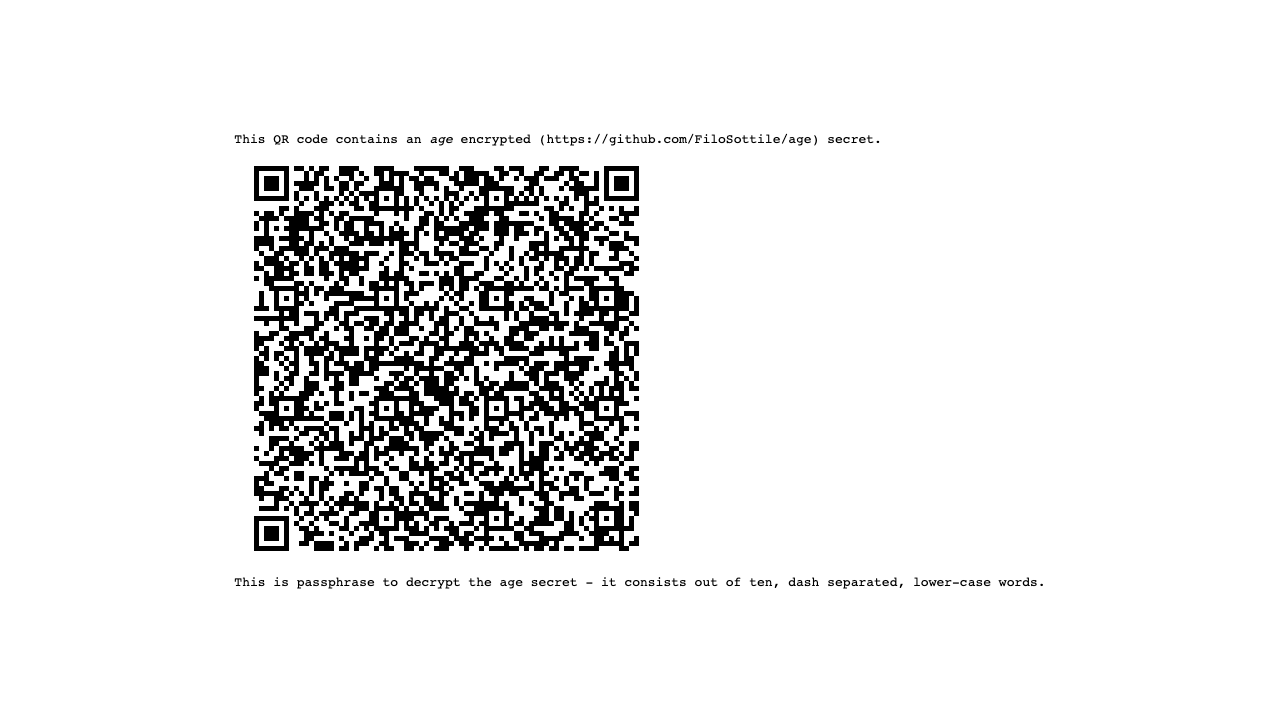 This QR code contains an age encrypted (https://github.com/FiloSottile/age) secret.
This is passphrase to decrypt the age secret - it consists out of ten, dash separated, lower-case words.